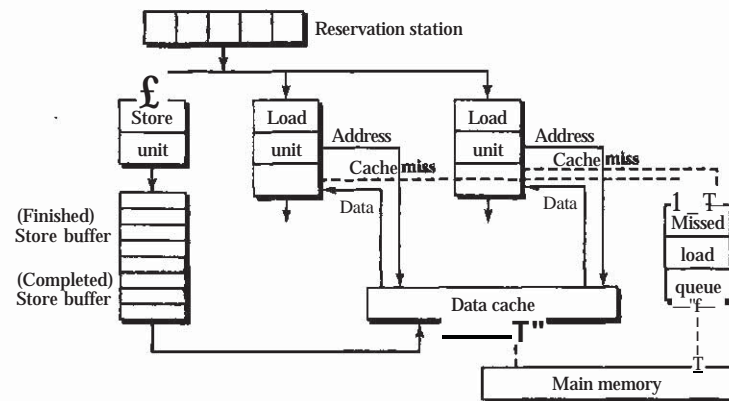 Reservation station
£
Store
unit
Load
unit
Address
Cache miss
Data
Load
unit
Address
Cache miss
Data
(Finished)
Store buffer
(Completed)
Store buffer
1_T
Missed
load
queue
"f
Data cache
T"
T
Main memory